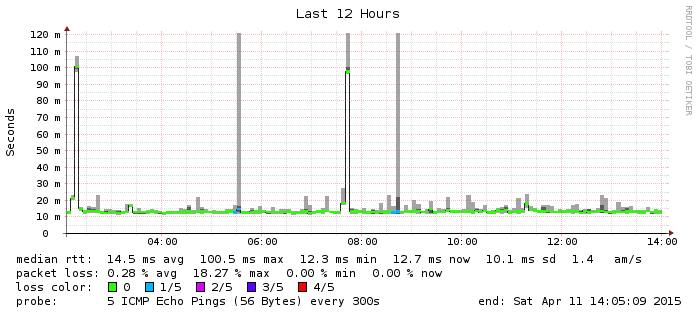 Last 12 Hours
RRDTOOL / TOBI OETIKER
Seconds
120 m
110 m
100 m
90 m
80 m
70 m
60 m
50 m
40 m
30 m
20 m
10 m
0
04:00 06:00 08:00 10:00 12:00 14:00
median rtt: 14.5 ms avg 100.5 ms max 12.3 ms min 12.7 ms now 10.1 ms sd 1.4 am/s
packet loss: 0.28 % avg 18.27 % max 0.00 % min 0.00 % now
loss color: 0 1/5 2/5 3/5 4/5
probe: 5 ICMP Echo Pings (56 Bytes) every 300s end: Sat Apr 11 14:05:09 2015